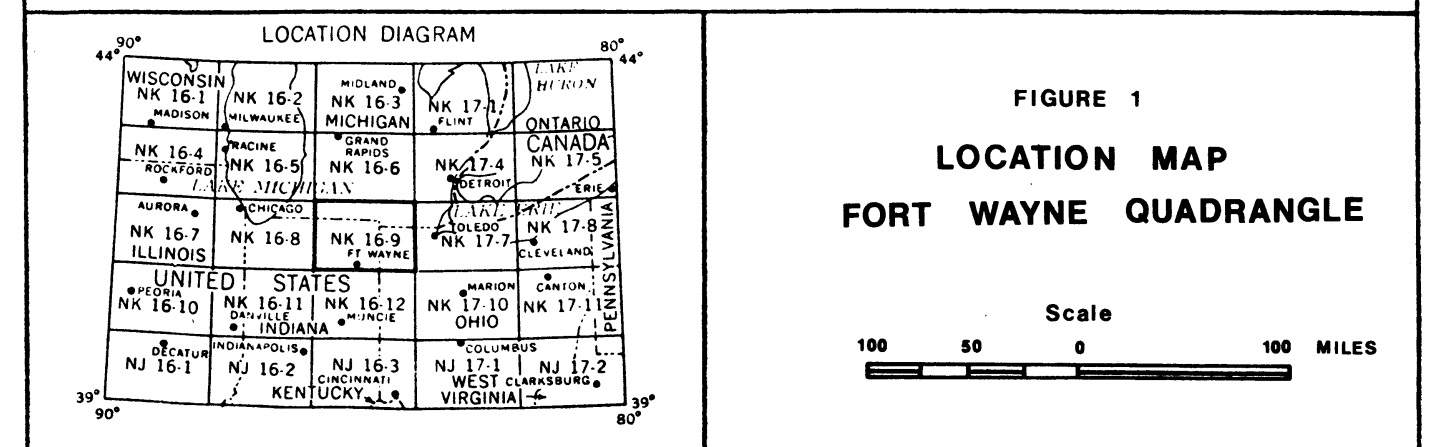 LOCATION DIAGRAM
90°
80°
44°
44°
WISCONSIN
NK 16-1
MADISON
NK 16-2
MILWAUKEE
MIDLAND
NK 16-3
MICHIGAN
NK 17-1
FLINT
LAKE
HURON
ONTARIO
NK 16-4
ROCKFORD
RACINE
NK 16-5
LAKE MICHIGAN
GRAND
RAPIDS
NK 16-6
NK 17-4
DETROIT
CANADA
NK 17-5
ERIE
AURORA
NK 16-7
ILLINOIS
CHICAGO
NK 16-8
NK 16-9
FT WAYNE
LAKE ERIE
TOLEDO
NK 17-7
NK 17-8
CLEVELAND
PENNSYLVANIA
UNITED STATES
PEORIA
NK 16-10
NK 16-11
DANVILLE
INDIANA
NK 16-12
MUNCIE
MARION
NK 17-10
OHIO
CANTON
NK 17-11
DECATUR
NJ 16-1
INDIANAPOLIS
NJ 16-2
NJ 16-3
CINCINNATI
KENTUCKY
COLUMBUS
NJ 17-1
NJ 17-2
WEST
VIRGINIA
CLARKSBURG
39°
39°
90°
80°
FIGURE 1
LOCATION MAP
FORT WAYNE QUADRANGLE
Scale
100 50 0 100 MILES